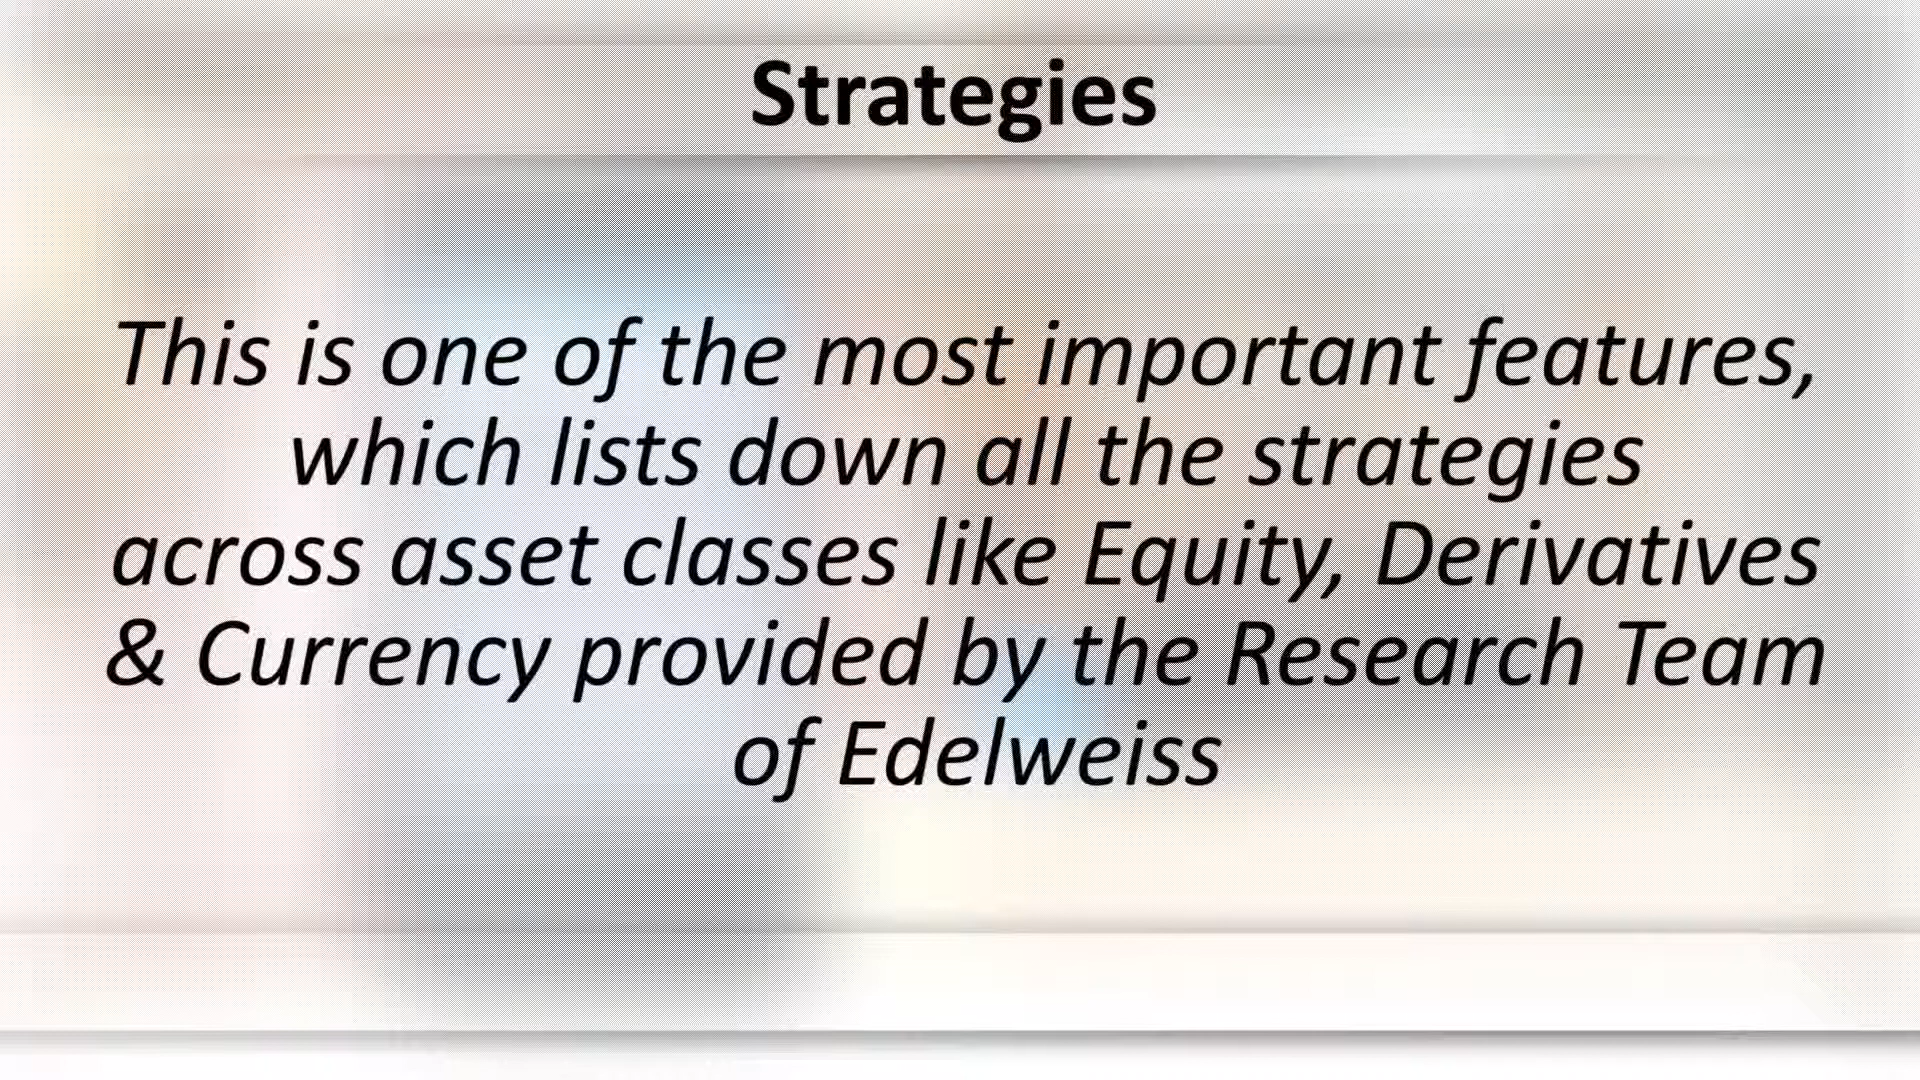 Strategies
This is one of the most important features,
which lists down all the strategies
across asset classes like Equity, Derivatives
& Currency provided by the Research Team
of Edelweiss